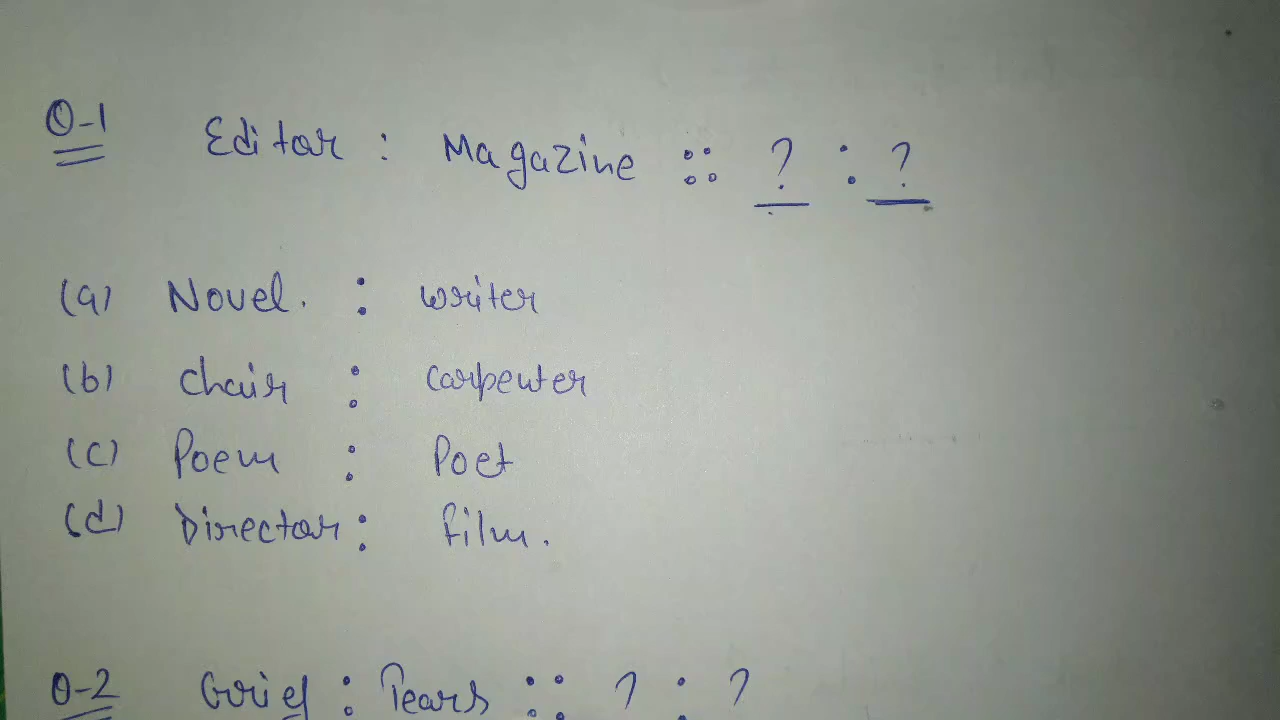 Q-1 Editor : Magazine :: ? : ?
(a) Novel. : writer
(b) chair : carpenter
(c) Poem : Poet
(d) Director : film.
Q-2 Grief : Tears :: ? : ?